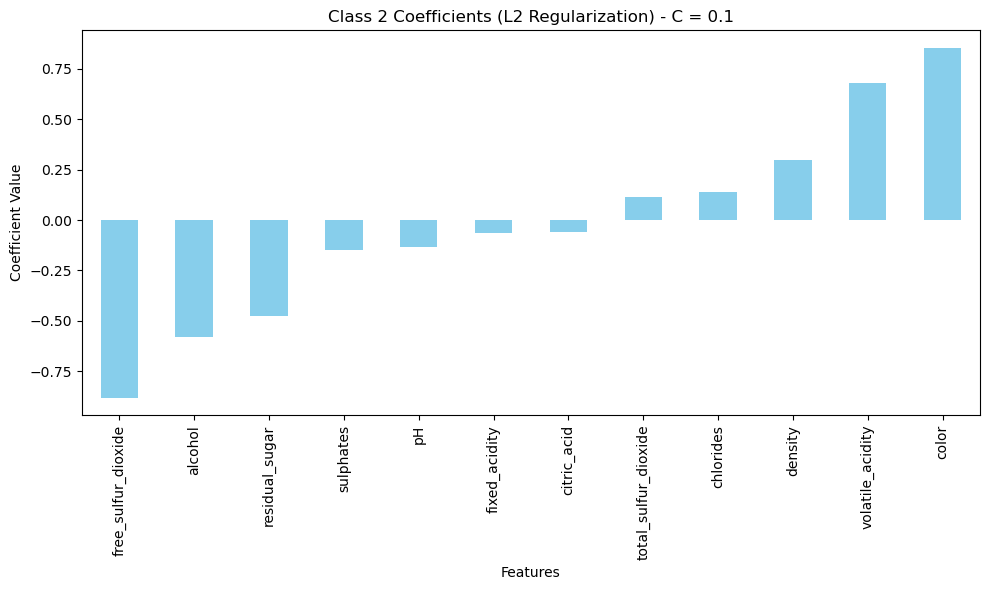 Class 2 Coefficients (L2 Regularization) - C = 0.1
Coefficient Value
0.75
0.50
0.25
0.00
−0.25
−0.50
−0.75
free_sulfur_dioxide
alcohol
residual_sugar
sulphates
pH
fixed_acidity
citric_acid
total_sulfur_dioxide
chlorides
density
volatile_acidity
color
Features